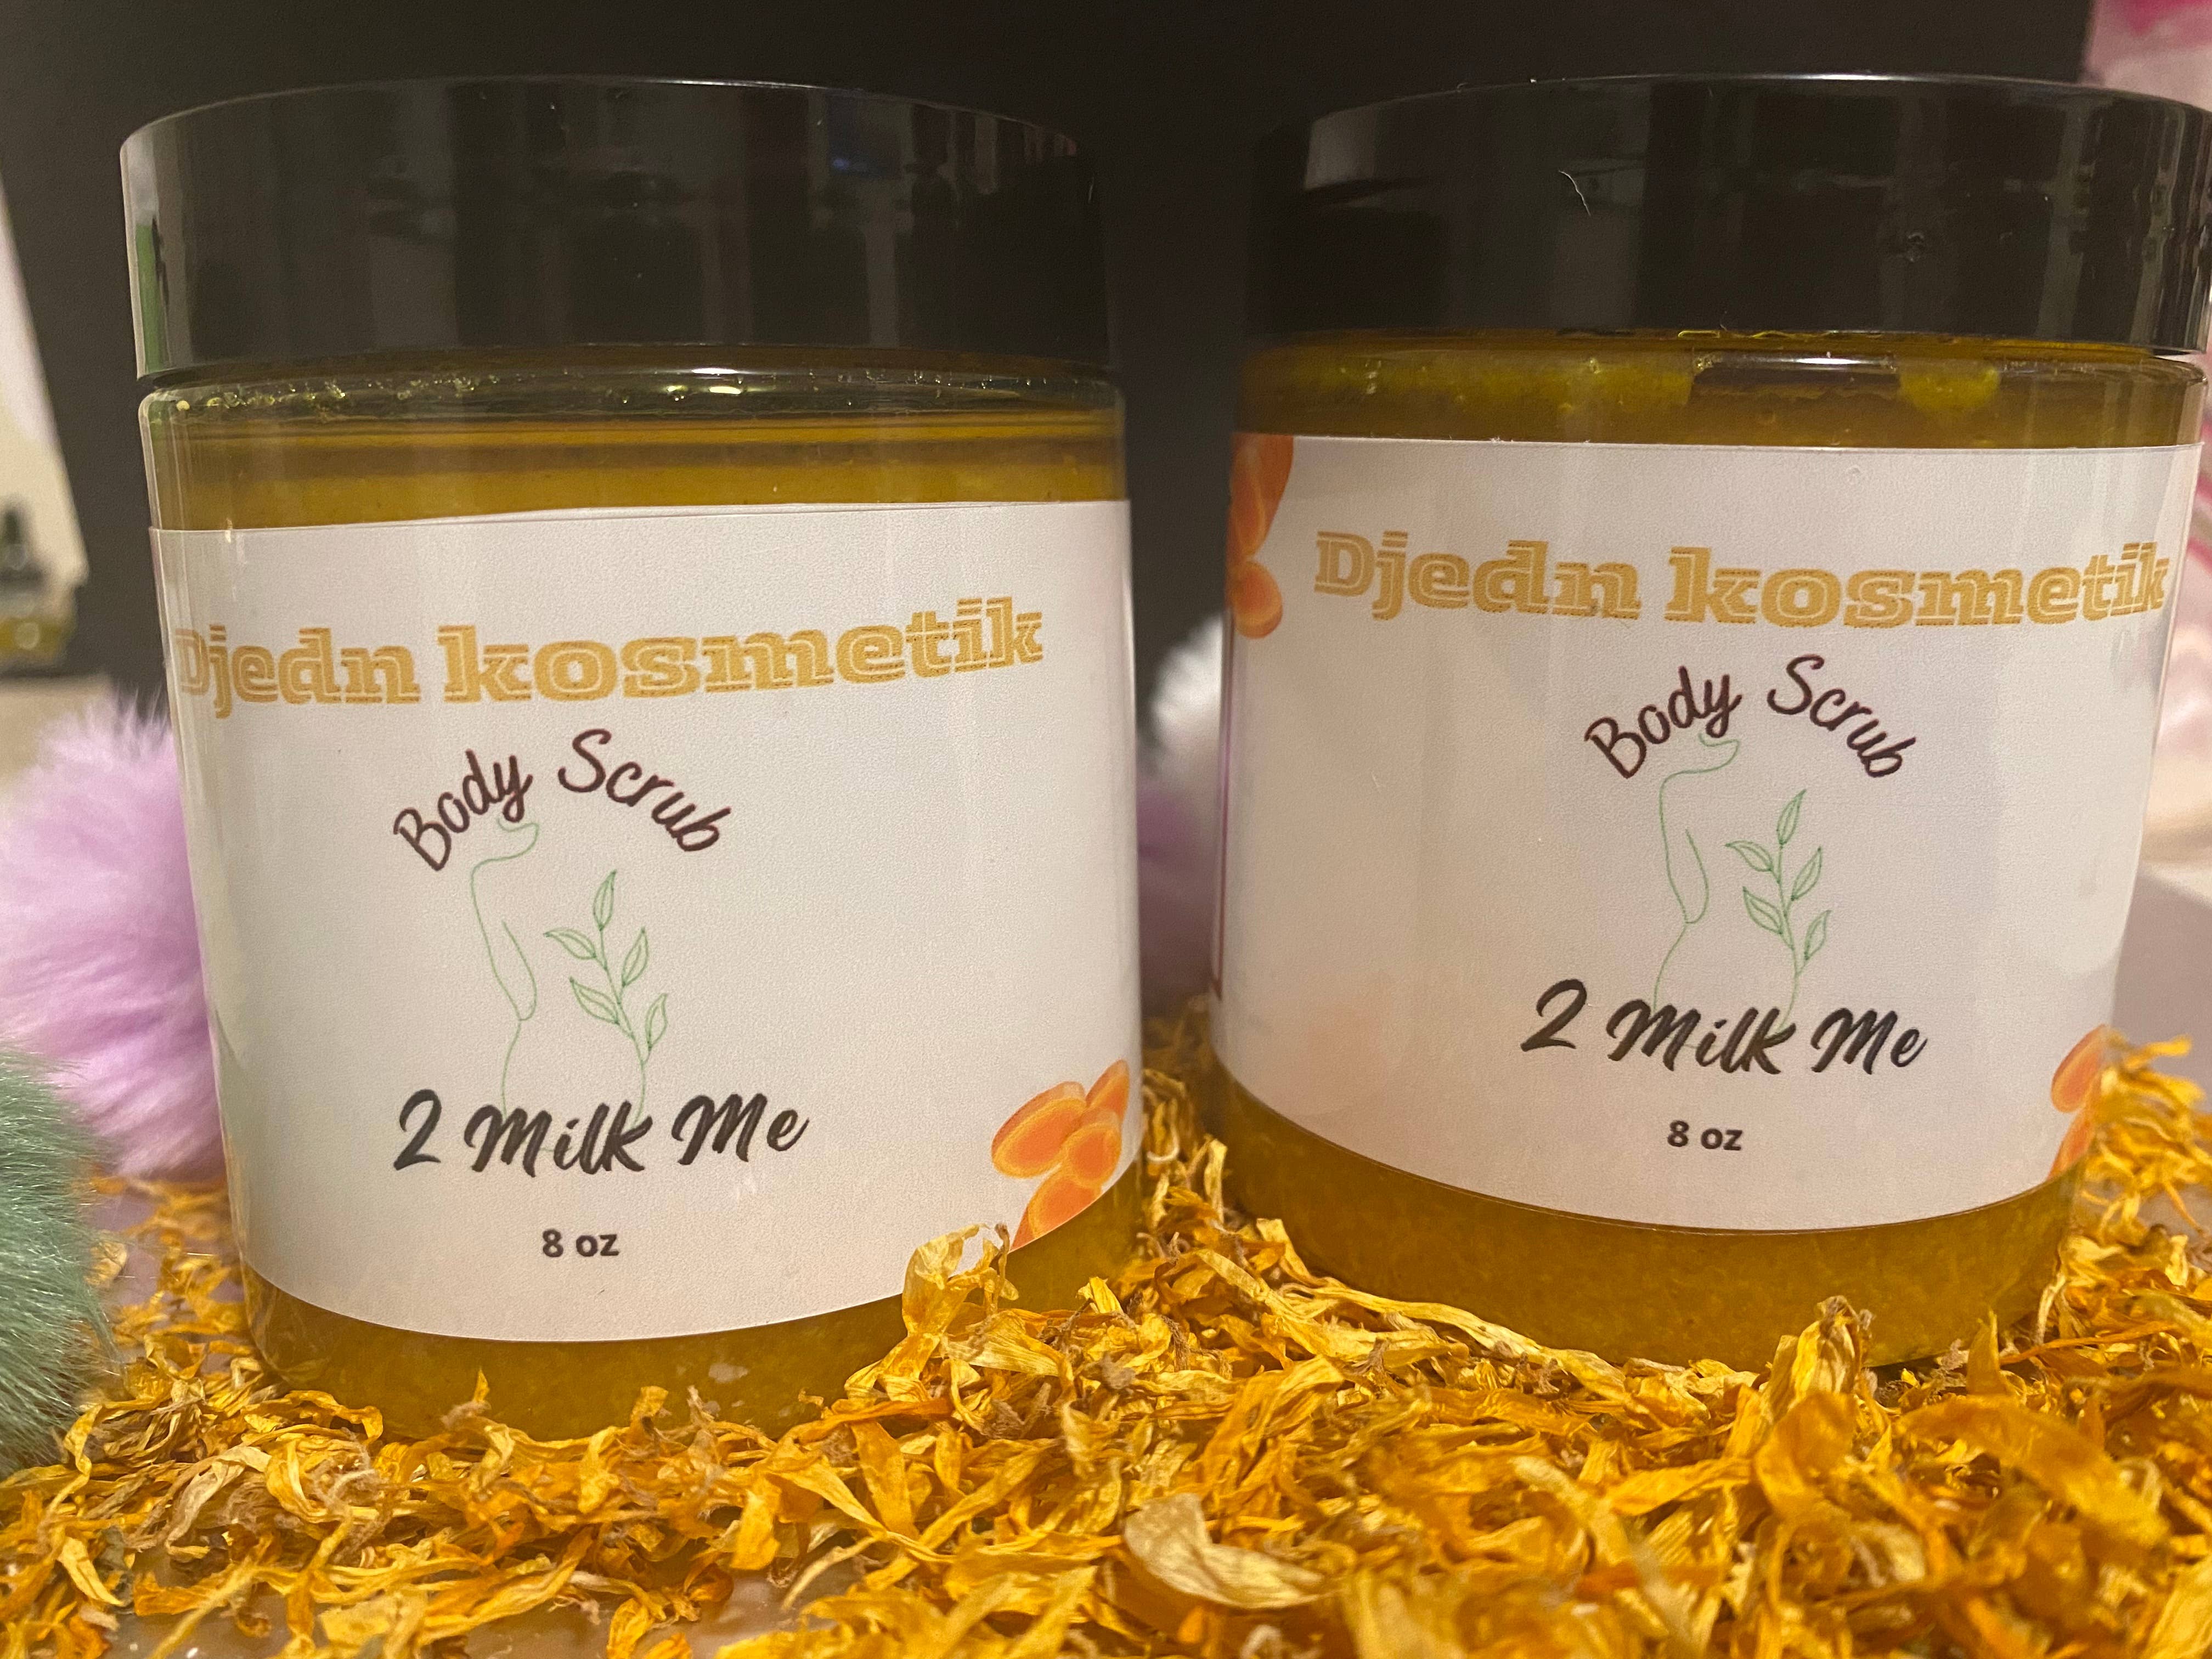 Djedn kosmetik
Body Scrub
2 Milk Me
8 oz
Djedn kosmetik
Body Scrub
2 Milk Me
8 oz